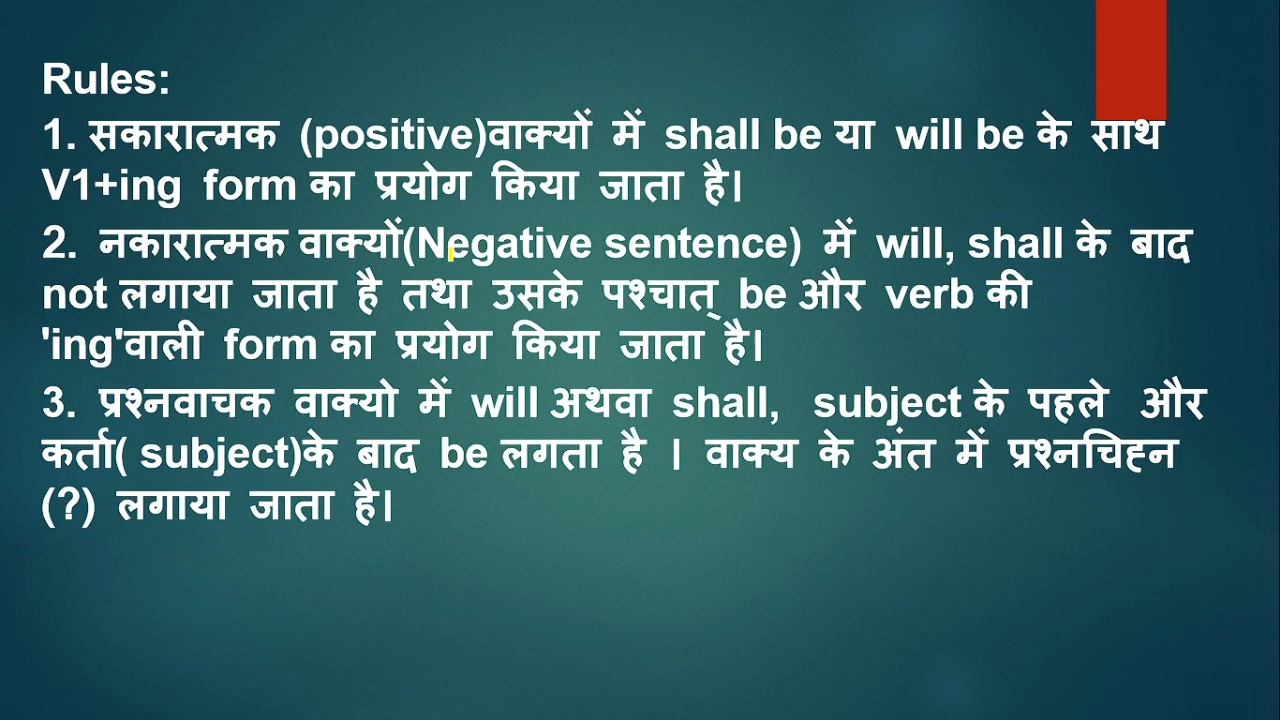 Rules:
1. सकारात्मक (positive)वाक्यों में shall be या will be के साथ
V1+ing form का प्रयोग किया जाता है।
2. नकारात्मक वाक्यों(Negative sentence) में will, shall के बाद
not लगाया जाता है तथा उसके पश्चात् be और verb की
'ing'वाली form का प्रयोग किया जाता है।
3. प्रश्नवाचक वाक्यो में will अथवा shall, subject के पहले और
कर्ता( subject)के बाद be लगता है । वाक्य के अंत में प्रश्नचिह्न
(?) लगाया जाता है।